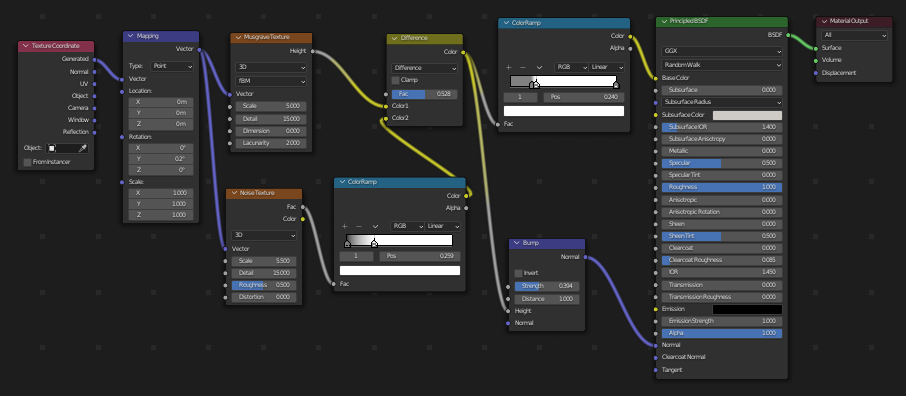 Texture Coordinate
Generated
Normal
UV
Object
Camera
Window
Reflection
Object:
From Instancer
Mapping
Vector
Type: Point
Vector
Location:
X 0m
Y 0m
Z 0m
Rotation:
X 0°
Y 0.2°
Z 0°
Scale:
X 1.000
Y 1.000
Z 1.000
Musgrave Texture
Height
3D
fBM
Vector
Scale 5.000
Detail 15.000
Dimension 0.000
Lacunarity 2.000
Noise Texture
Fac
Color
3D
Vector
Scale 5.500
Detail 15.000
Roughness 0.500
Distortion 0.000
ColorRamp
Color
Alpha
+ − RGB Linear
1 Pos 0.259
Fac
Difference
Color
Difference
Clamp
Fac 0.528
Color1
Color2
ColorRamp
Color
Alpha
+ − RGB Linear
1 Pos 0.240
Fac
Bump
Normal
Invert
Strength 0.394
Distance 1.000
Height
Normal
Principled BSDF
BSDF
GGX
Random Walk
Base Color
Subsurface 0.000
Subsurface Radius
Subsurface Color
Subsurface IOR 1.400
Subsurface Anisotropy 0.000
Metallic 0.000
Specular 0.500
Specular Tint 0.000
Roughness 1.000
Anisotropic 0.000
Anisotropic Rotation 0.000
Sheen 0.000
Sheen Tint 0.500
Clearcoat 0.000
Clearcoat Roughness 0.085
IOR 1.450
Transmission 0.000
Transmission Roughness 0.000
Emission
Emission Strength 1.000
Alpha 1.000
Normal
Clearcoat Normal
Tangent
Material Output
All
Surface
Volume
Displacement